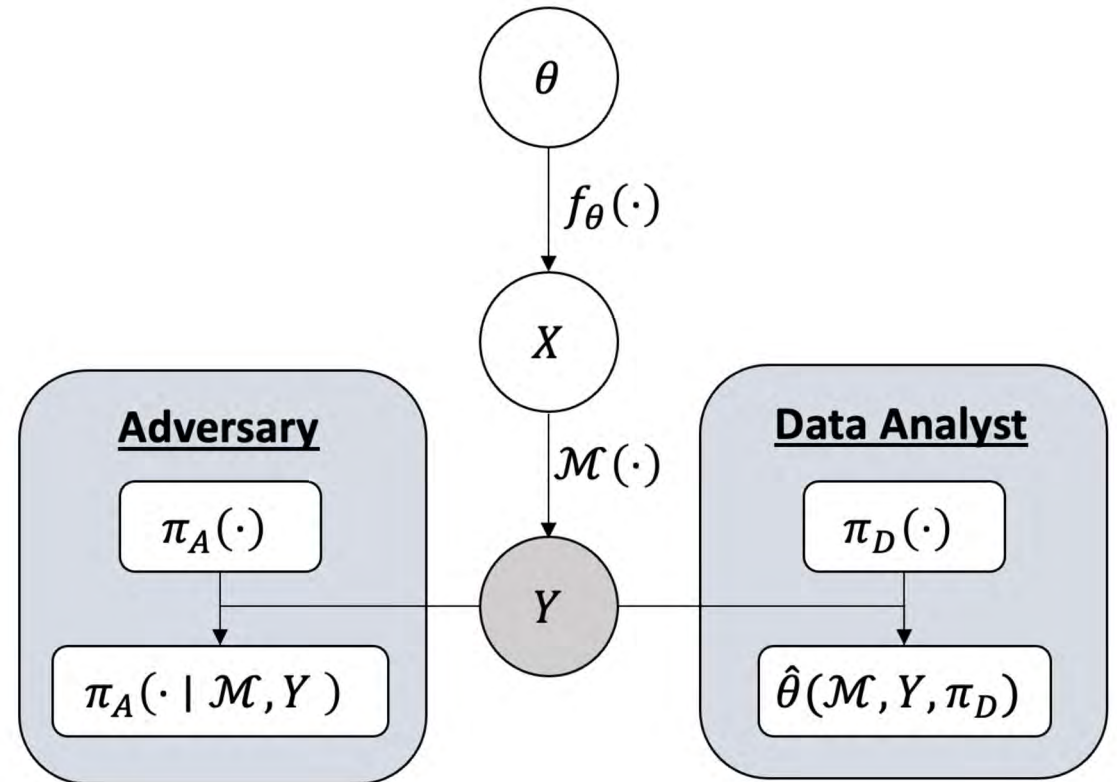 θ
f_θ(·)
X
Adversary
Data Analyst
ℳ(·)
π_A(·)
π_D(·)
Y
π_A(· | ℳ, Y )
θ̂(ℳ, Y, π_D)